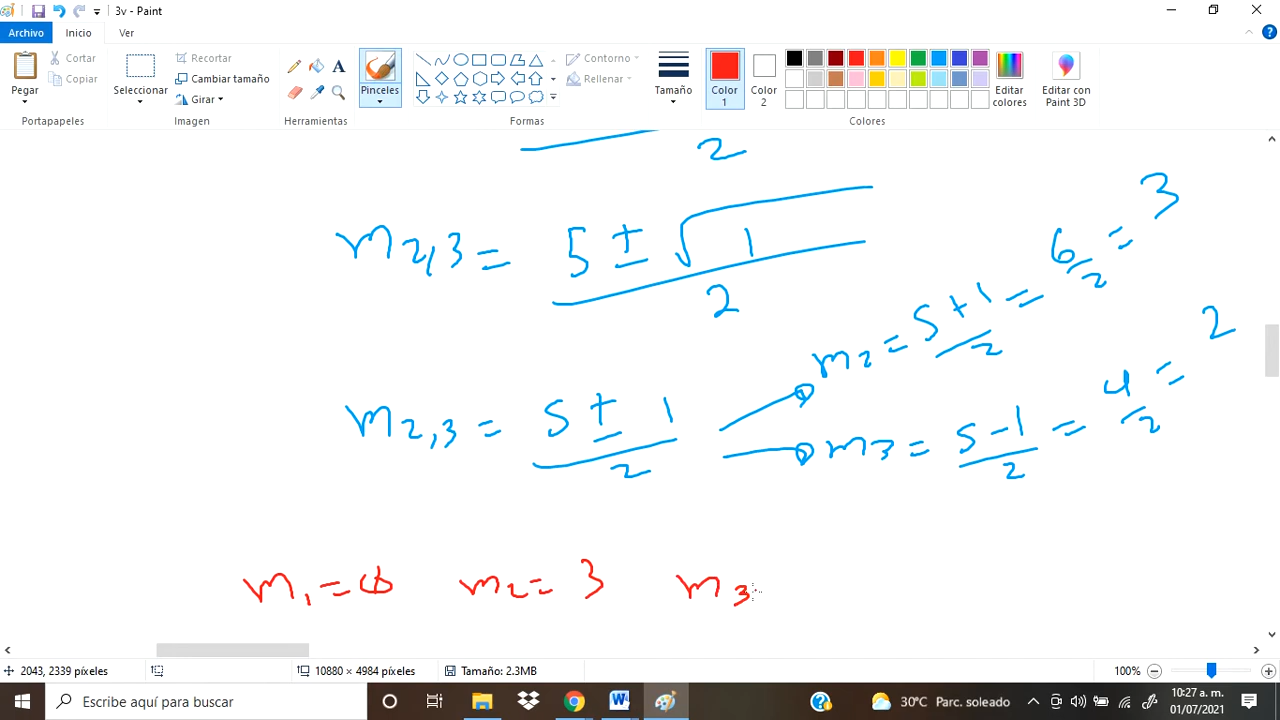 3v - Paint
Archivo Inicio Ver
Pegar
Cortar
Copiar
Portapapeles
Seleccionar
Recortar
Cambiar tamaño
Girar
Imagen
A
Herramientas
Pinceles
Contorno
Rellenar
Formas
Tamaño
Color 1
Color 2
Editar colores
Editar con Paint 3D
Colores
2
m2,3 = 5 ± √1 / 2
m2 = 5+1/2 = 6/2 = 3
m2,3 = 5 ± 1 / 2
m3 = 5-1/2 = 4/2 = 2
m1 = 0 m2 = 3 m3
2043, 2339 píxeles
10880 × 4984 píxeles
Tamaño: 2.3MB
100%
Escribe aquí para buscar
30°C Parc. soleado
10:27 a. m.
01/07/2021